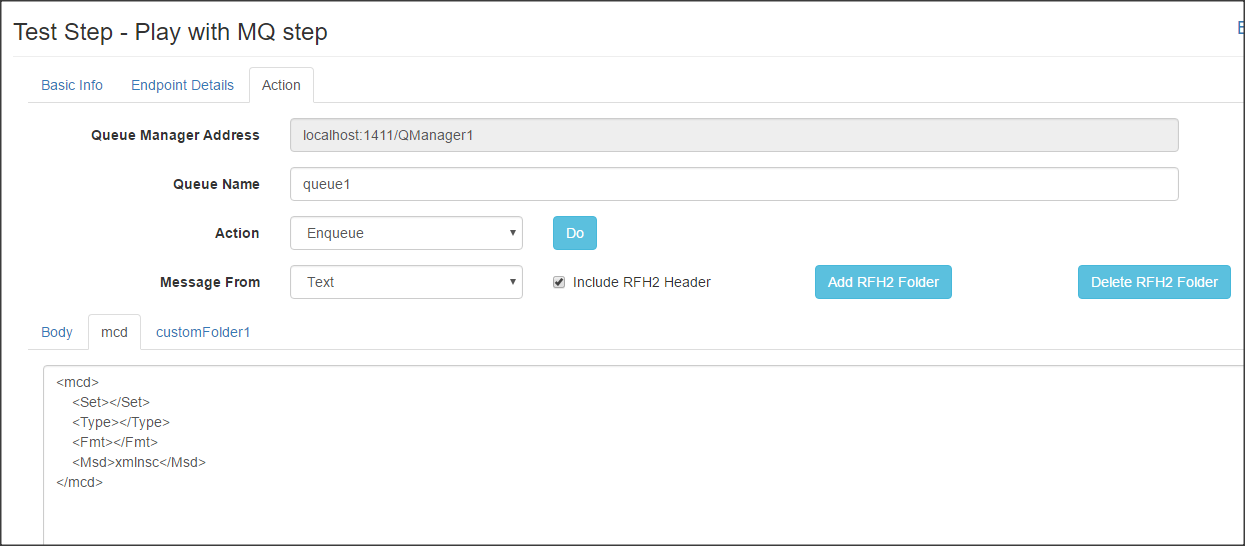 Test Step - Play with MQ step
Basic Info Endpoint Details Action
Queue Manager Address localhost:1411/QManager1
Queue Name queue1
Action Enqueue Do
Message From Text Include RFH2 Header Add RFH2 Folder Delete RFH2 Folder
Body mcd customFolder1
<mcd>
<Set></Set>
<Type></Type>
<Fmt></Fmt>
<Msd>xmlnsc</Msd>
</mcd>